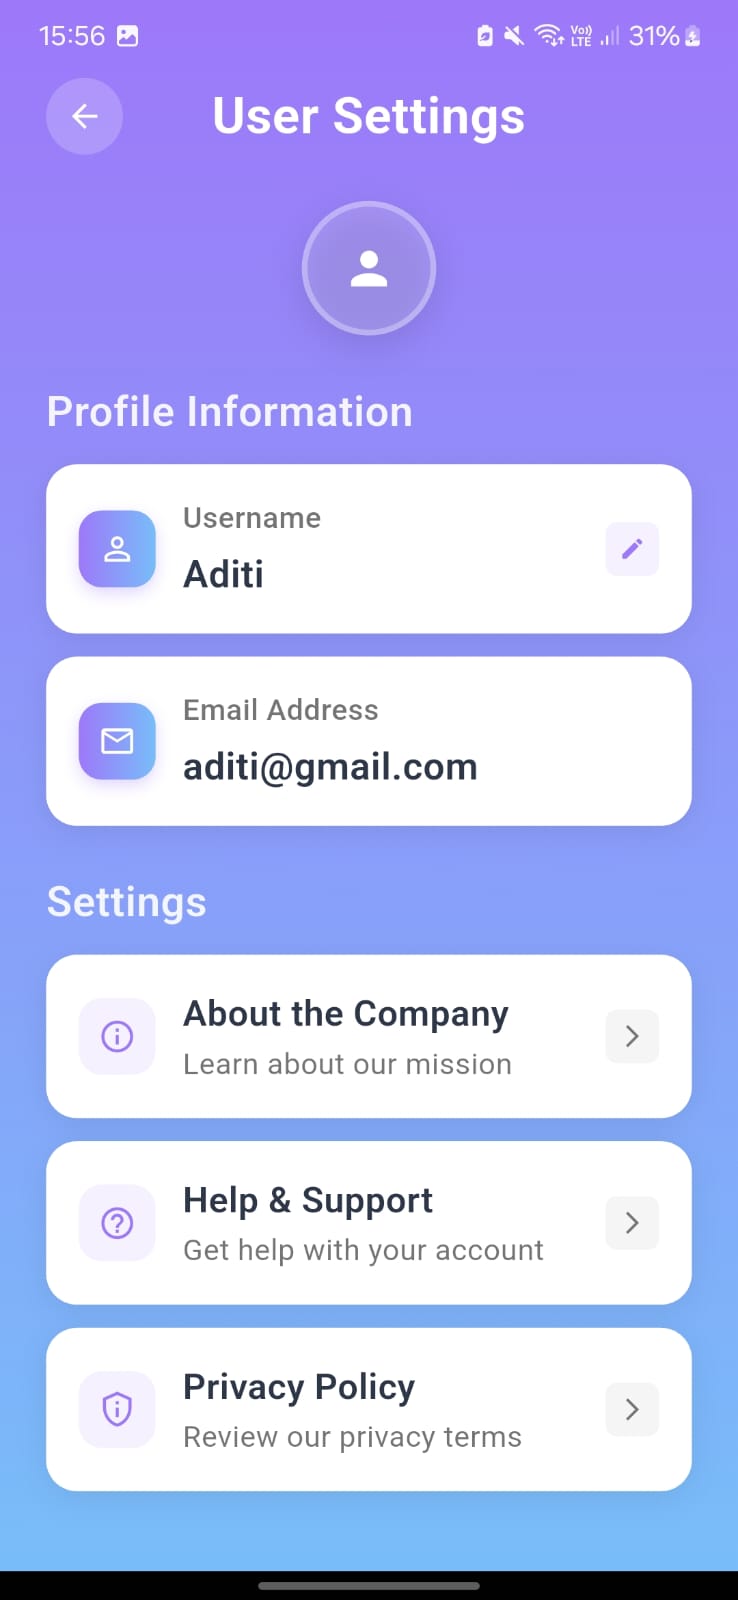 15:56
Vo)) LTE 31%
User Settings
Profile Information
Username
Aditi
Email Address
aditi@gmail.com
Settings
About the Company
Learn about our mission
Help & Support
Get help with your account
Privacy Policy
Review our privacy terms